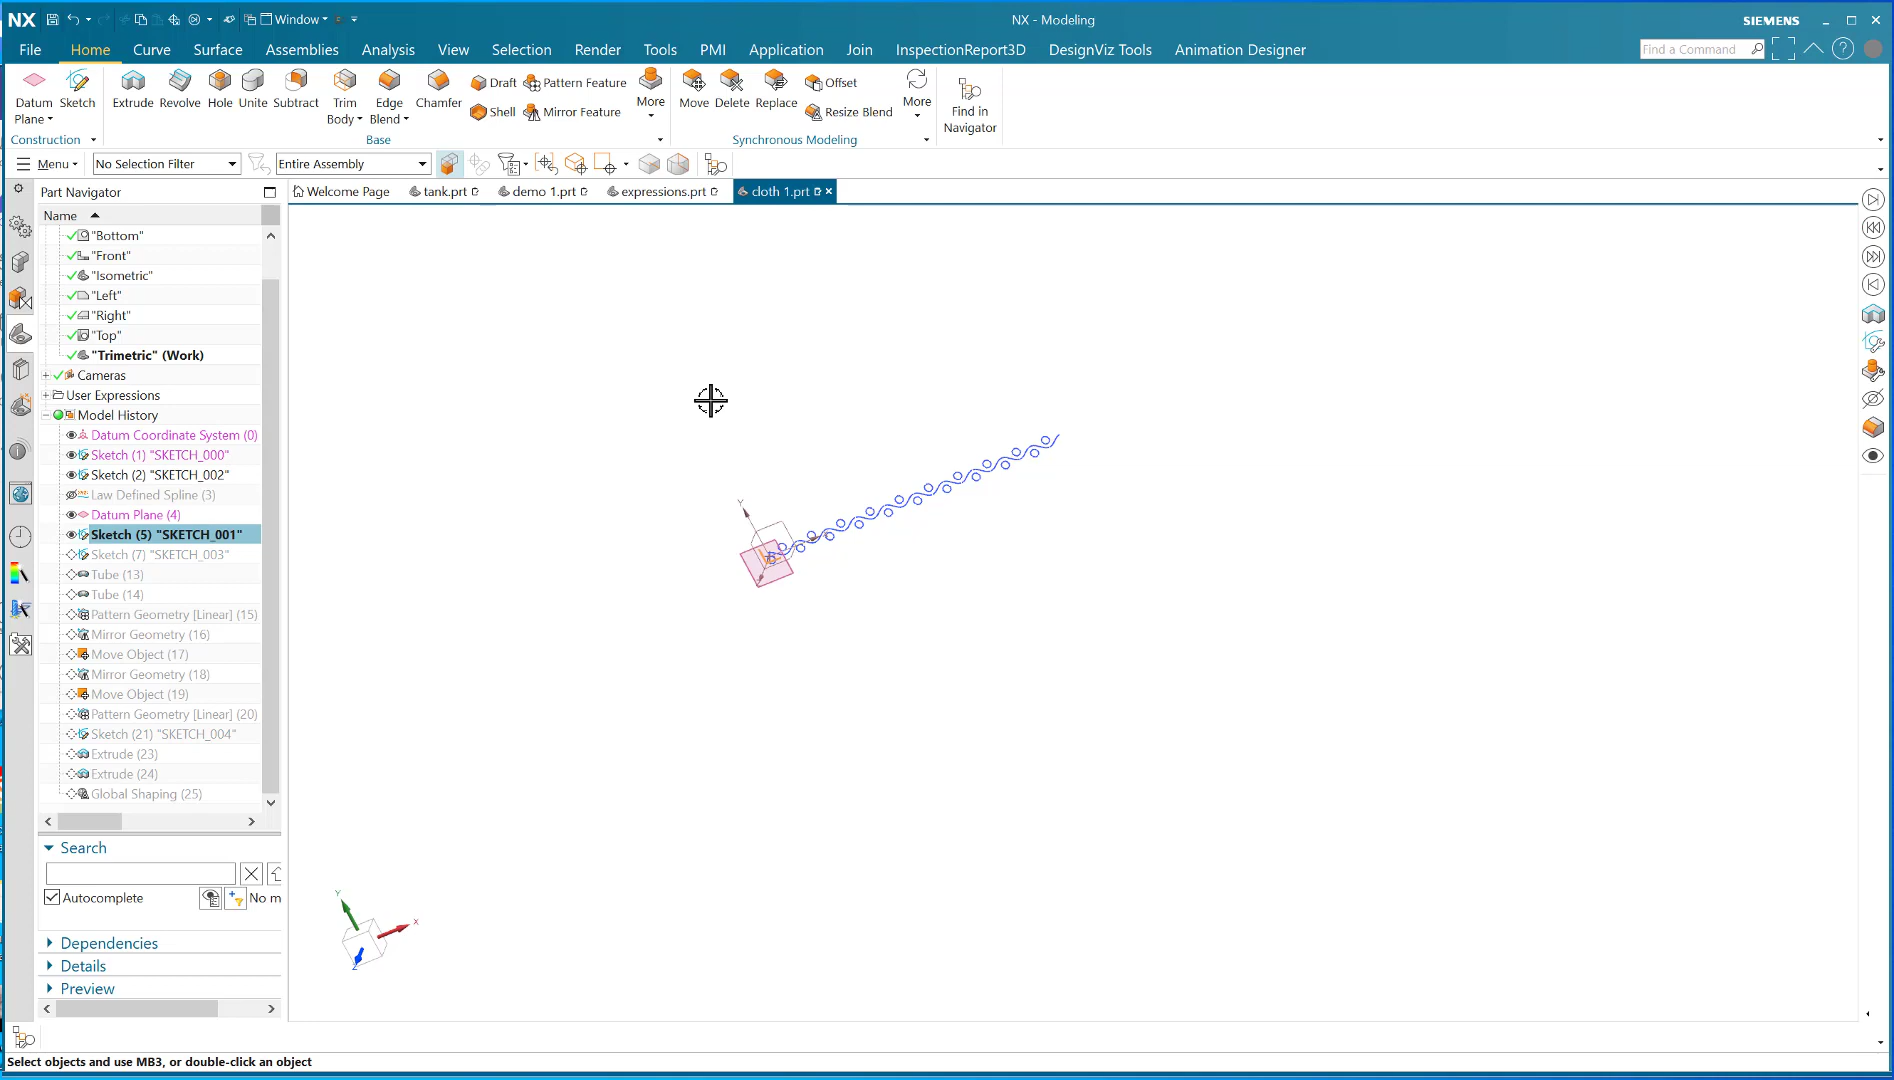 NX
Window
NX - Modeling
SIEMENS
File
Home
Curve
Surface
Assemblies
Analysis
View
Selection
Render
Tools
PMI
Application
Join
InspectionReport3D
DesignViz Tools
Animation Designer
Find a Command
Datum Plane
Sketch
Extrude
Revolve
Hole
Unite
Subtract
Trim Body
Edge Blend
Chamfer
Draft
Shell
Pattern Feature
Mirror Feature
More
Move
Delete
Replace
Offset
Resize Blend
More
Find in Navigator
Construction
Base
Synchronous Modeling
Menu
No Selection Filter
Entire Assembly
Part Navigator
Welcome Page
tank.prt
demo 1.prt
expressions.prt
cloth 1.prt
Name
"Bottom"
"Front"
"Isometric"
"Left"
"Right"
"Top"
"Trimetric" (Work)
Cameras
User Expressions
Model History
Datum Coordinate System (0)
Sketch (1) "SKETCH_000"
Sketch (2) "SKETCH_002"
Law Defined Spline (3)
Datum Plane (4)
Sketch (5) "SKETCH_001"
Sketch (7) "SKETCH_003"
Tube (13)
Tube (14)
Pattern Geometry [Linear] (15)
Mirror Geometry (16)
Move Object (17)
Mirror Geometry (18)
Move Object (19)
Pattern Geometry [Linear] (20)
Sketch (21) "SKETCH_004"
Extrude (23)
Extrude (24)
Global Shaping (25)
Search
Autocomplete
No m
Dependencies
Details
Preview
Y
Y
X
Z
Select objects and use MB3, or double-click an object